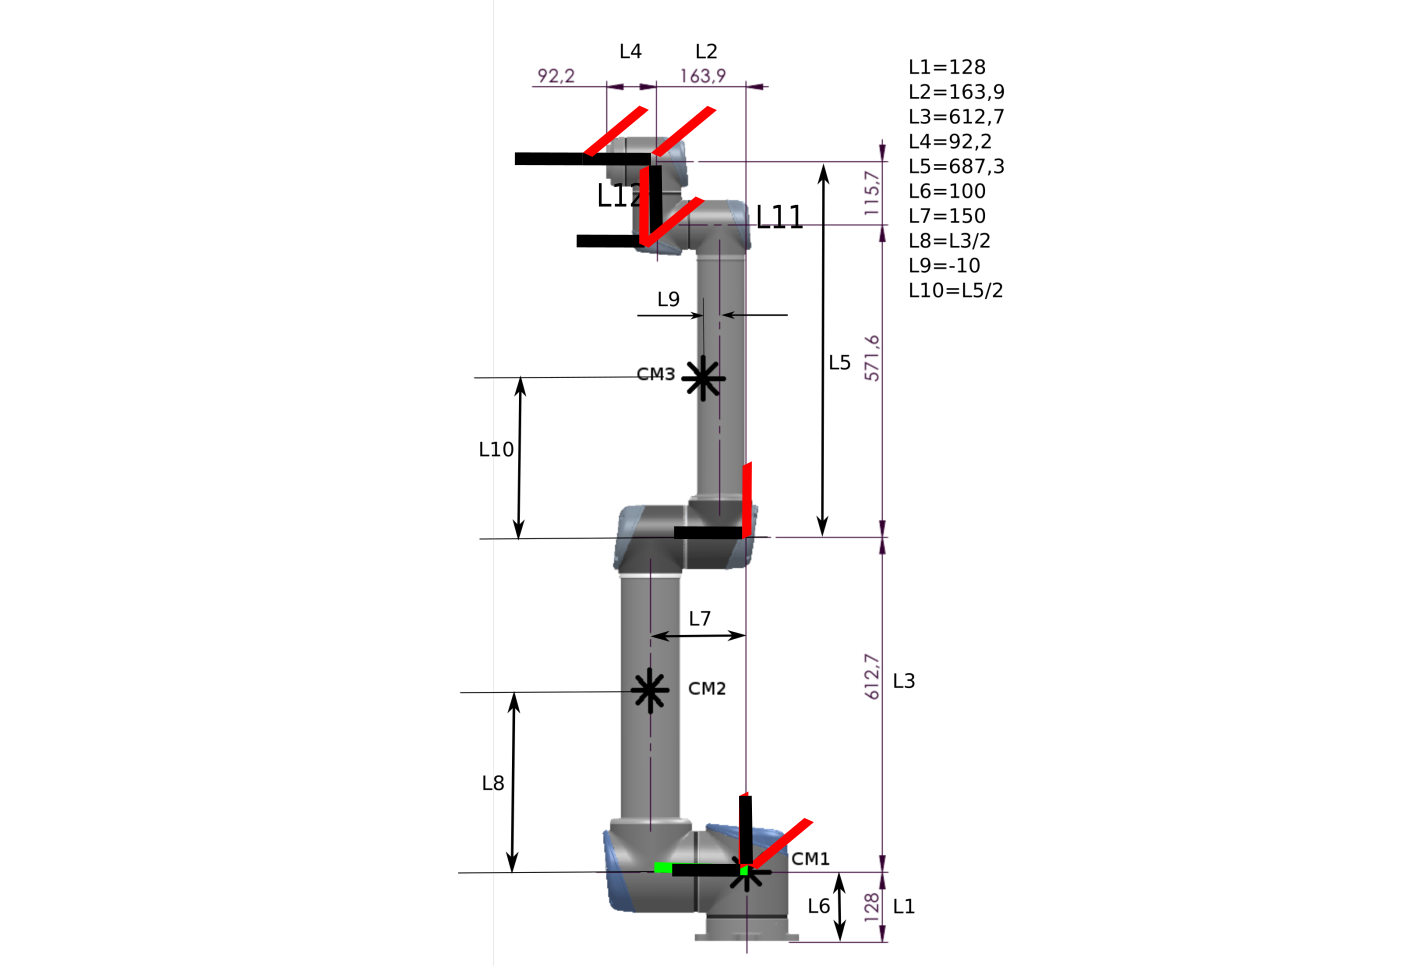 L4 L2
92,2 163,9
L1=128
L2=163,9
L3=612,7
L4=92,2
L5=687,3
L6=100
L7=150
L8=L3/2
L9=-10
L10=L5/2
115,7
L12
L11
L9
571,6
L5
CM3
L10
L7
612,7
L3
CM2
L8
CM1
L6
128
L1